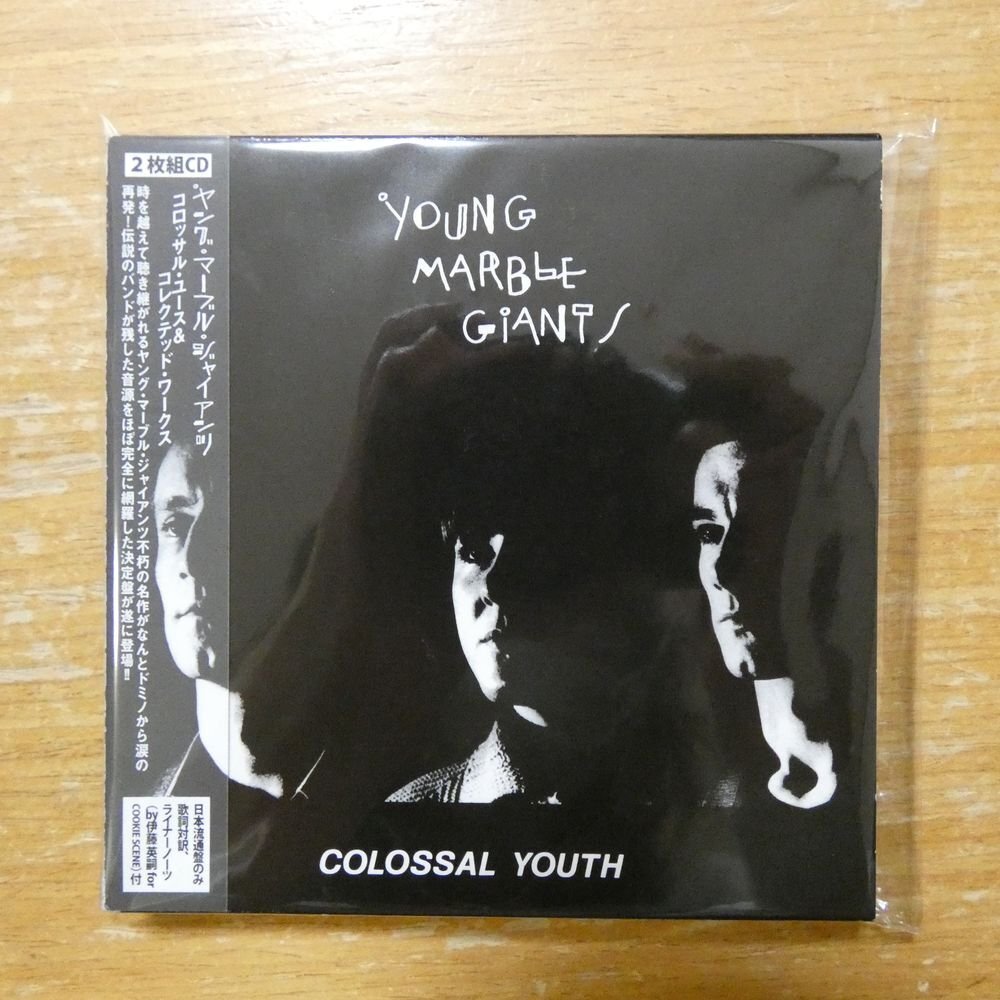 2枚組CD
ヤング・マーブル・ジャイアンツ
コロッサル・ユース&
コレクテッド・ワークス
時を越えて聴き継がれるヤング・マーブル・ジャイアンツ不朽の名作がなんとドミノから涙の
再発!伝説のバンドが残した音源をほぼ完全に網羅した決定盤が遂に登場!!
日本流通盤のみ
歌詞対訳、
ライナーノーツ
(by 伊藤英嗣 for
COOKIE SCENE)付
YOUNG
MARBLE
GIANTS
COLOSSAL YOUTH